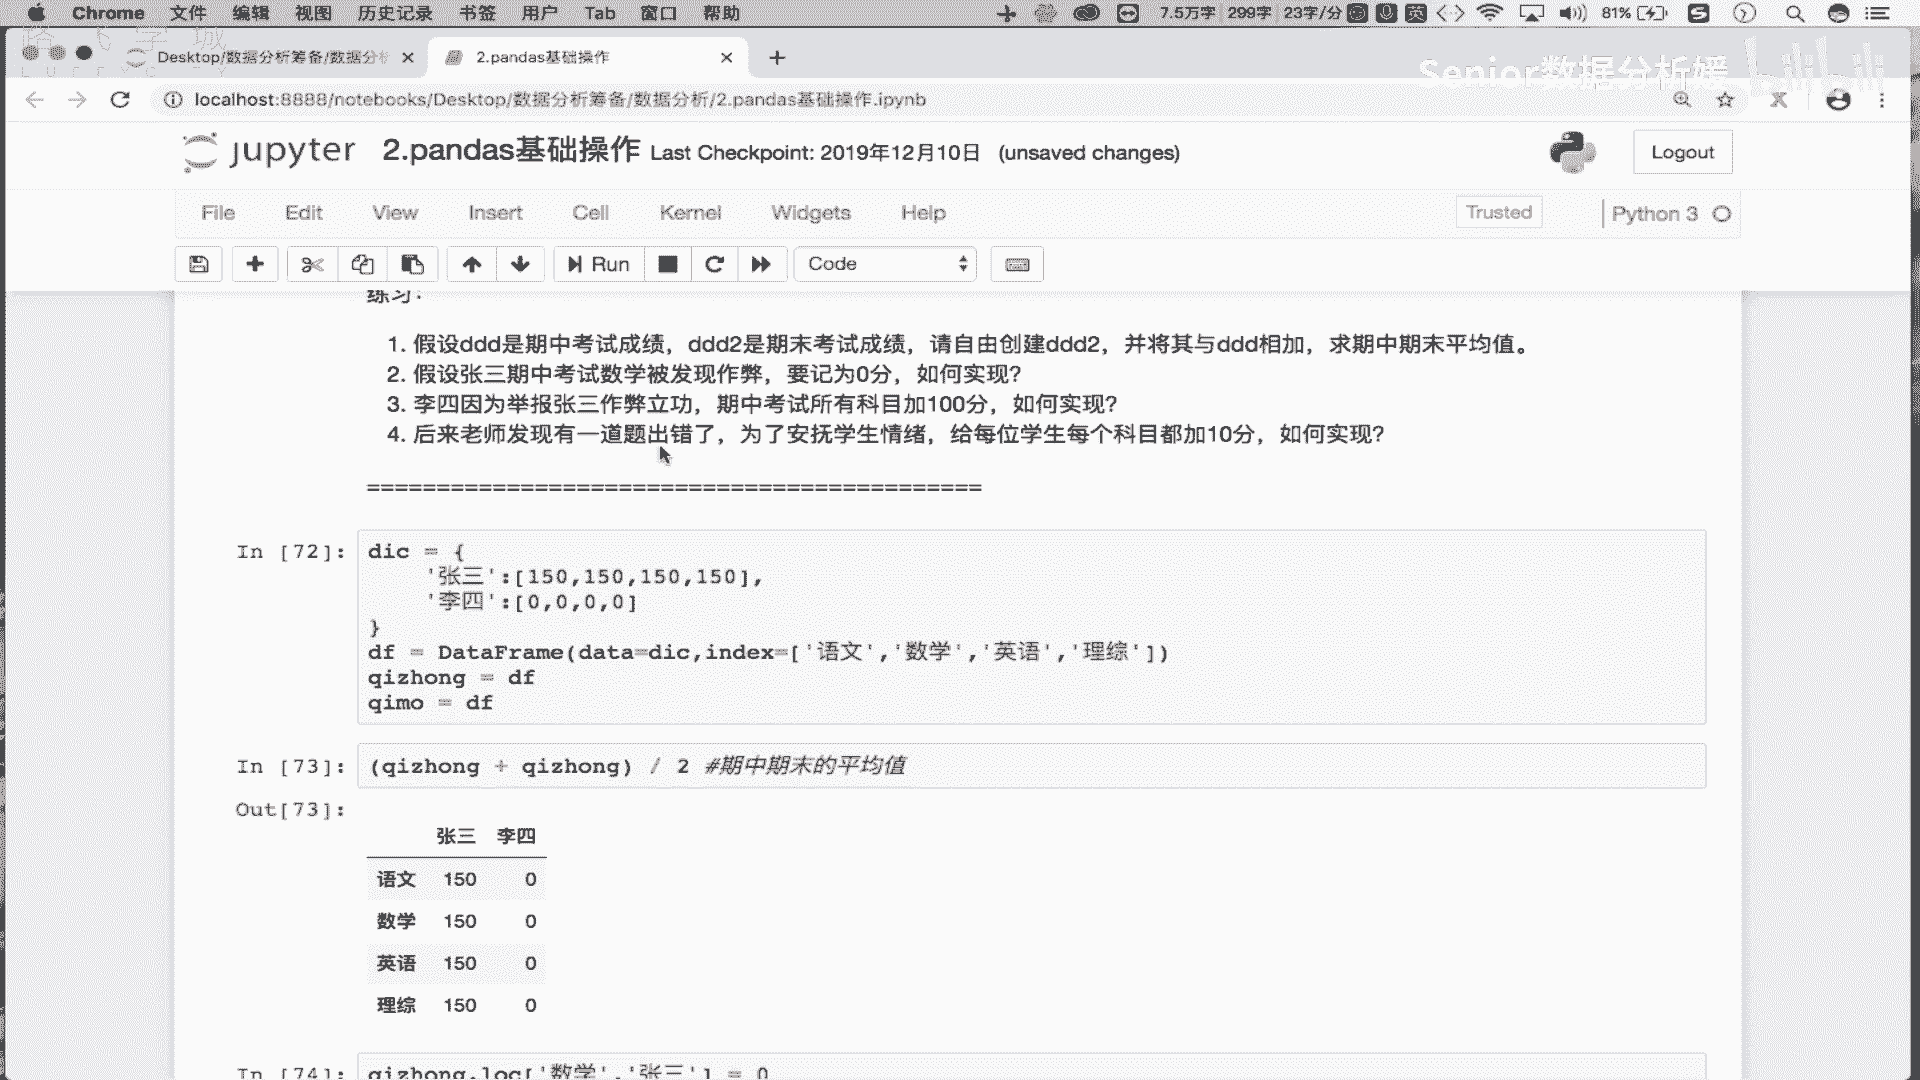 Chrome 文件 编辑 视图 历史记录 书签 用户 Tab 窗口 帮助 7.5万字 299字 23字/分 英 81%
Desktop/数据分析筹备/数据分析 2.pandas基础操作
Senior数据分析媛 bilibili
localhost:8888/notebooks/Desktop/数据分析筹备/数据分析/2.pandas基础操作.ipynb
jupyter 2.pandas基础操作 Last Checkpoint: 2019年12月10日 (unsaved changes) Logout
File Edit View Insert Cell Kernel Widgets Help Trusted Python 3
Run Code
练习:
1. 假设ddd是期中考试成绩，ddd2是期末考试成绩，请自由创建ddd2，并将其与ddd相加，求期中期末平均值。
2. 假设张三期中考试数学被发现作弊，要记为0分，如何实现?
3. 李四因为举报张三作弊立功，期中考试所有科目加100分，如何实现?
4. 后来老师发现有一道题出错了，为了安抚学生情绪，给每位学生每个科目都加10分，如何实现?
============================================
In [72]: dic = {
'张三':[150,150,150,150],
'李四':[0,0,0,0]
}
df = DataFrame(data=dic,index=['语文','数学','英语','理综'])
qizhong = df
qimo = df
In [73]: (qizhong + qizhong) / 2 #期中期末的平均值
Out[73]:
张三 李四
语文 150 0
数学 150 0
英语 150 0
理综 150 0
In [74]: qizhong.loc['数学','张三'] = 0